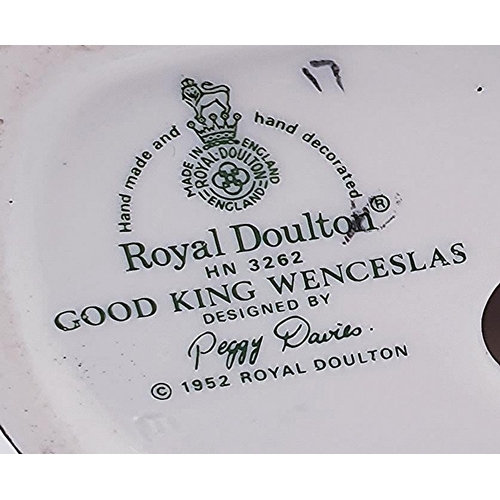 17
Hand made and hand decorated
MADE IN ENGLAND
ROYAL·DOULTON
ENGLAND
Royal Doulton®
HN 3262
GOOD KING WENCESLAS
DESIGNED BY
Peggy Davies.
© 1952 ROYAL DOULTON